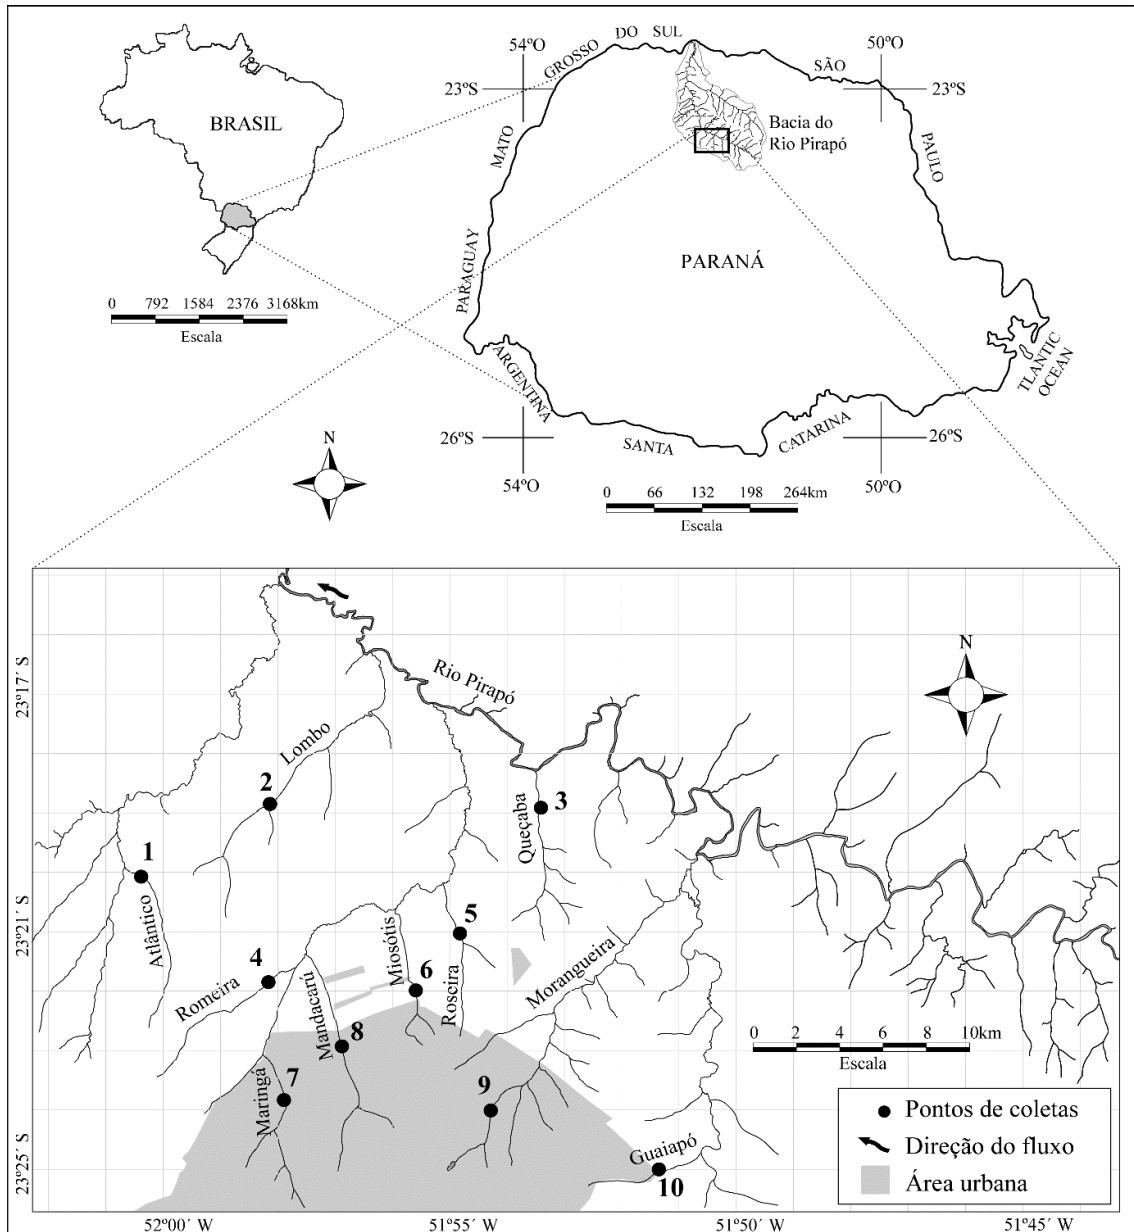 54ºO
GROSSO
DO
SUL
50ºO
SÃO
23ºS
23ºS
BRASIL
Bacia do
Rio Pirapó
MATO
PAULO
PARAGUAY
PARANÁ
0 792 1584 2376 3168km
Escala
ARGENTINA
TLANTIC
OCEAN
26ºS
SANTA
CATARINA
26ºS
N
54ºO
50ºO
0 66 132 198 264km
Escala
N
23º17´ S
Rio Pirapó
Lombo
2
3
Queçaba
1
Atlântico
23º21´ S
5
Miosótis
4
Romeira
6
Roseira
Morangueira
Mandacarú
8
0 2 4 6 8 10km
Escala
7
Maringá
9
Guaiapó
10
23º25´ S
Pontos de coletas
Direção do fluxo
Área urbana
52º00´ W
51º55´ W
51º50´ W
51º45´ W